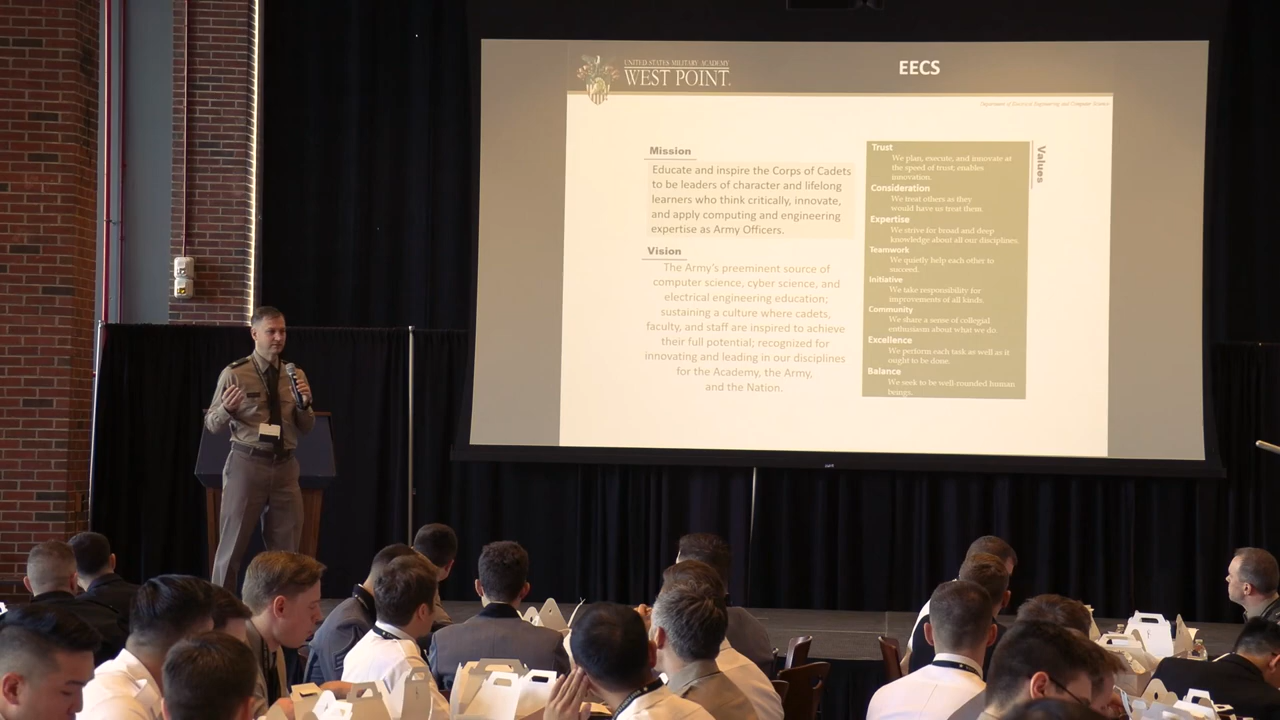 UNITED STATES MILITARY ACADEMY
WEST POINT.
EECS
Department of Electrical Engineering and Computer Science
Mission
Educate and inspire the Corps of Cadets
to be leaders of character and lifelong
learners who think critically, innovate,
and apply computing and engineering
expertise as Army Officers.
Vision
The Army's preeminent source of
computer science, cyber science, and
electrical engineering education;
sustaining a culture where cadets,
faculty, and staff are inspired to achieve
their full potential; recognized for
innovating and leading in our disciplines
for the Academy, the Army,
and the Nation.
Values
Trust
We plan, execute, and innovate at
the speed of trust; enables
innovation.
Consideration
We treat others as they
would have us treat them.
Expertise
We strive for broad and deep
knowledge about all our disciplines.
Teamwork
We quietly help each other to
succeed.
Initiative
We take responsibility for
improvements of all kinds.
Community
We share a sense of collegial
enthusiasm about what we do.
Excellence
We perform each task as well as it
ought to be done.
Balance
We seek to be well rounded human
beings.